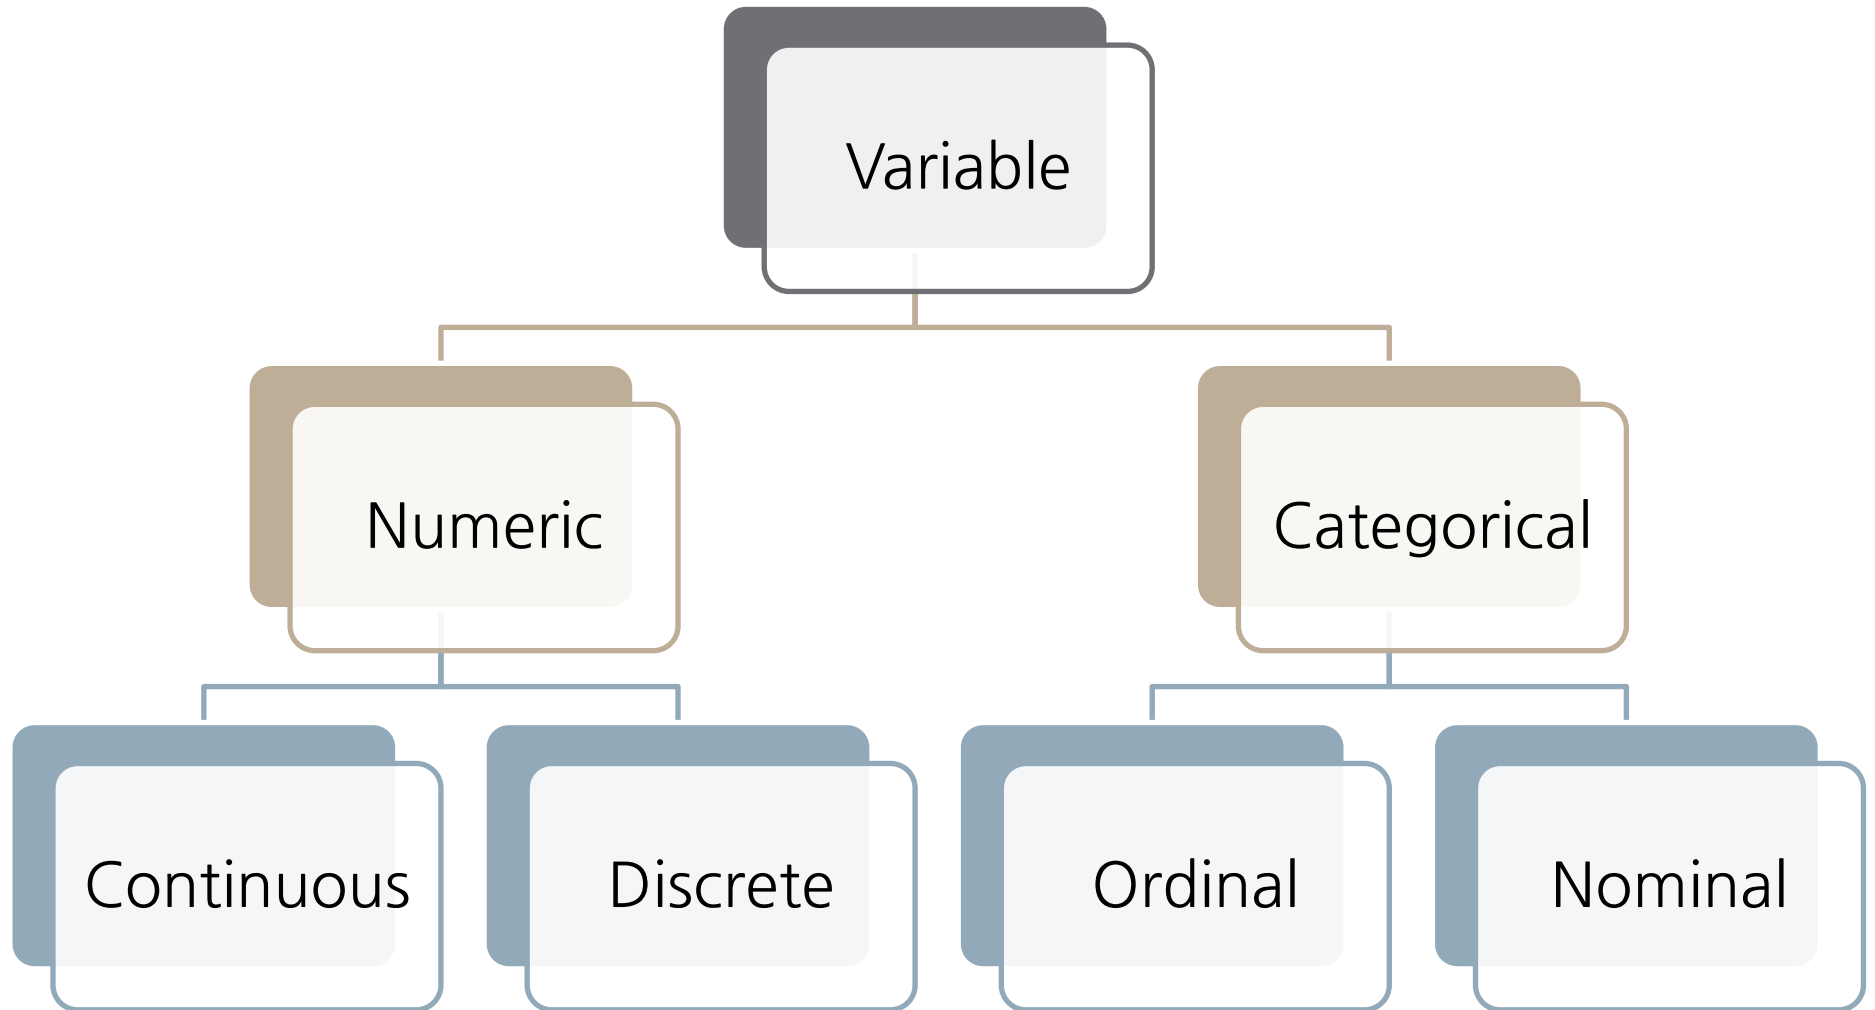 Variable
Numeric
Categorical
Continuous
Discrete
Ordinal
Nominal